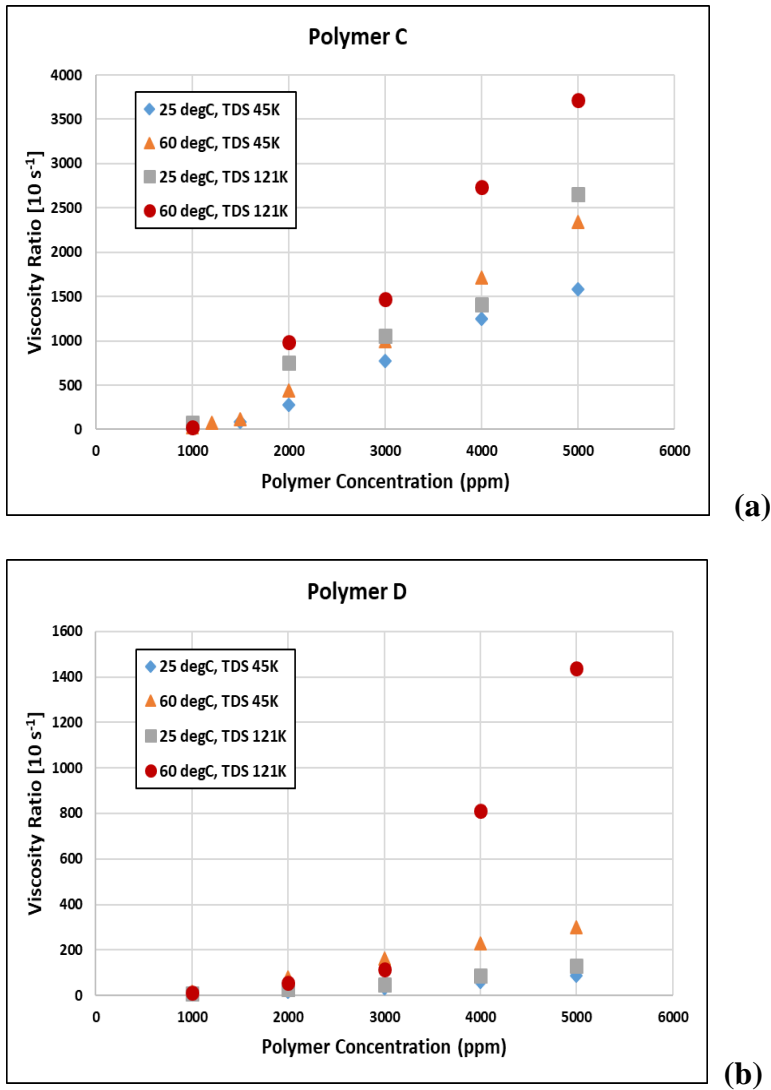 Polymer C
4000
3500
3000
2500
2000
1500
1000
500
0
Viscosity Ratio [10 s⁻¹]
25 degC, TDS 45K
60 degC, TDS 45K
25 degC, TDS 121K
60 degC, TDS 121K
0 1000 2000 3000 4000 5000 6000
Polymer Concentration (ppm)
(a)
Polymer D
1600
1400
1200
1000
800
600
400
200
0
Viscosity Ratio [10 s⁻¹]
25 degC, TDS 45K
60 degC, TDS 45K
25 degC, TDS 121K
60 degC, TDS 121K
0 1000 2000 3000 4000 5000 6000
Polymer Concentration (ppm)
(b)